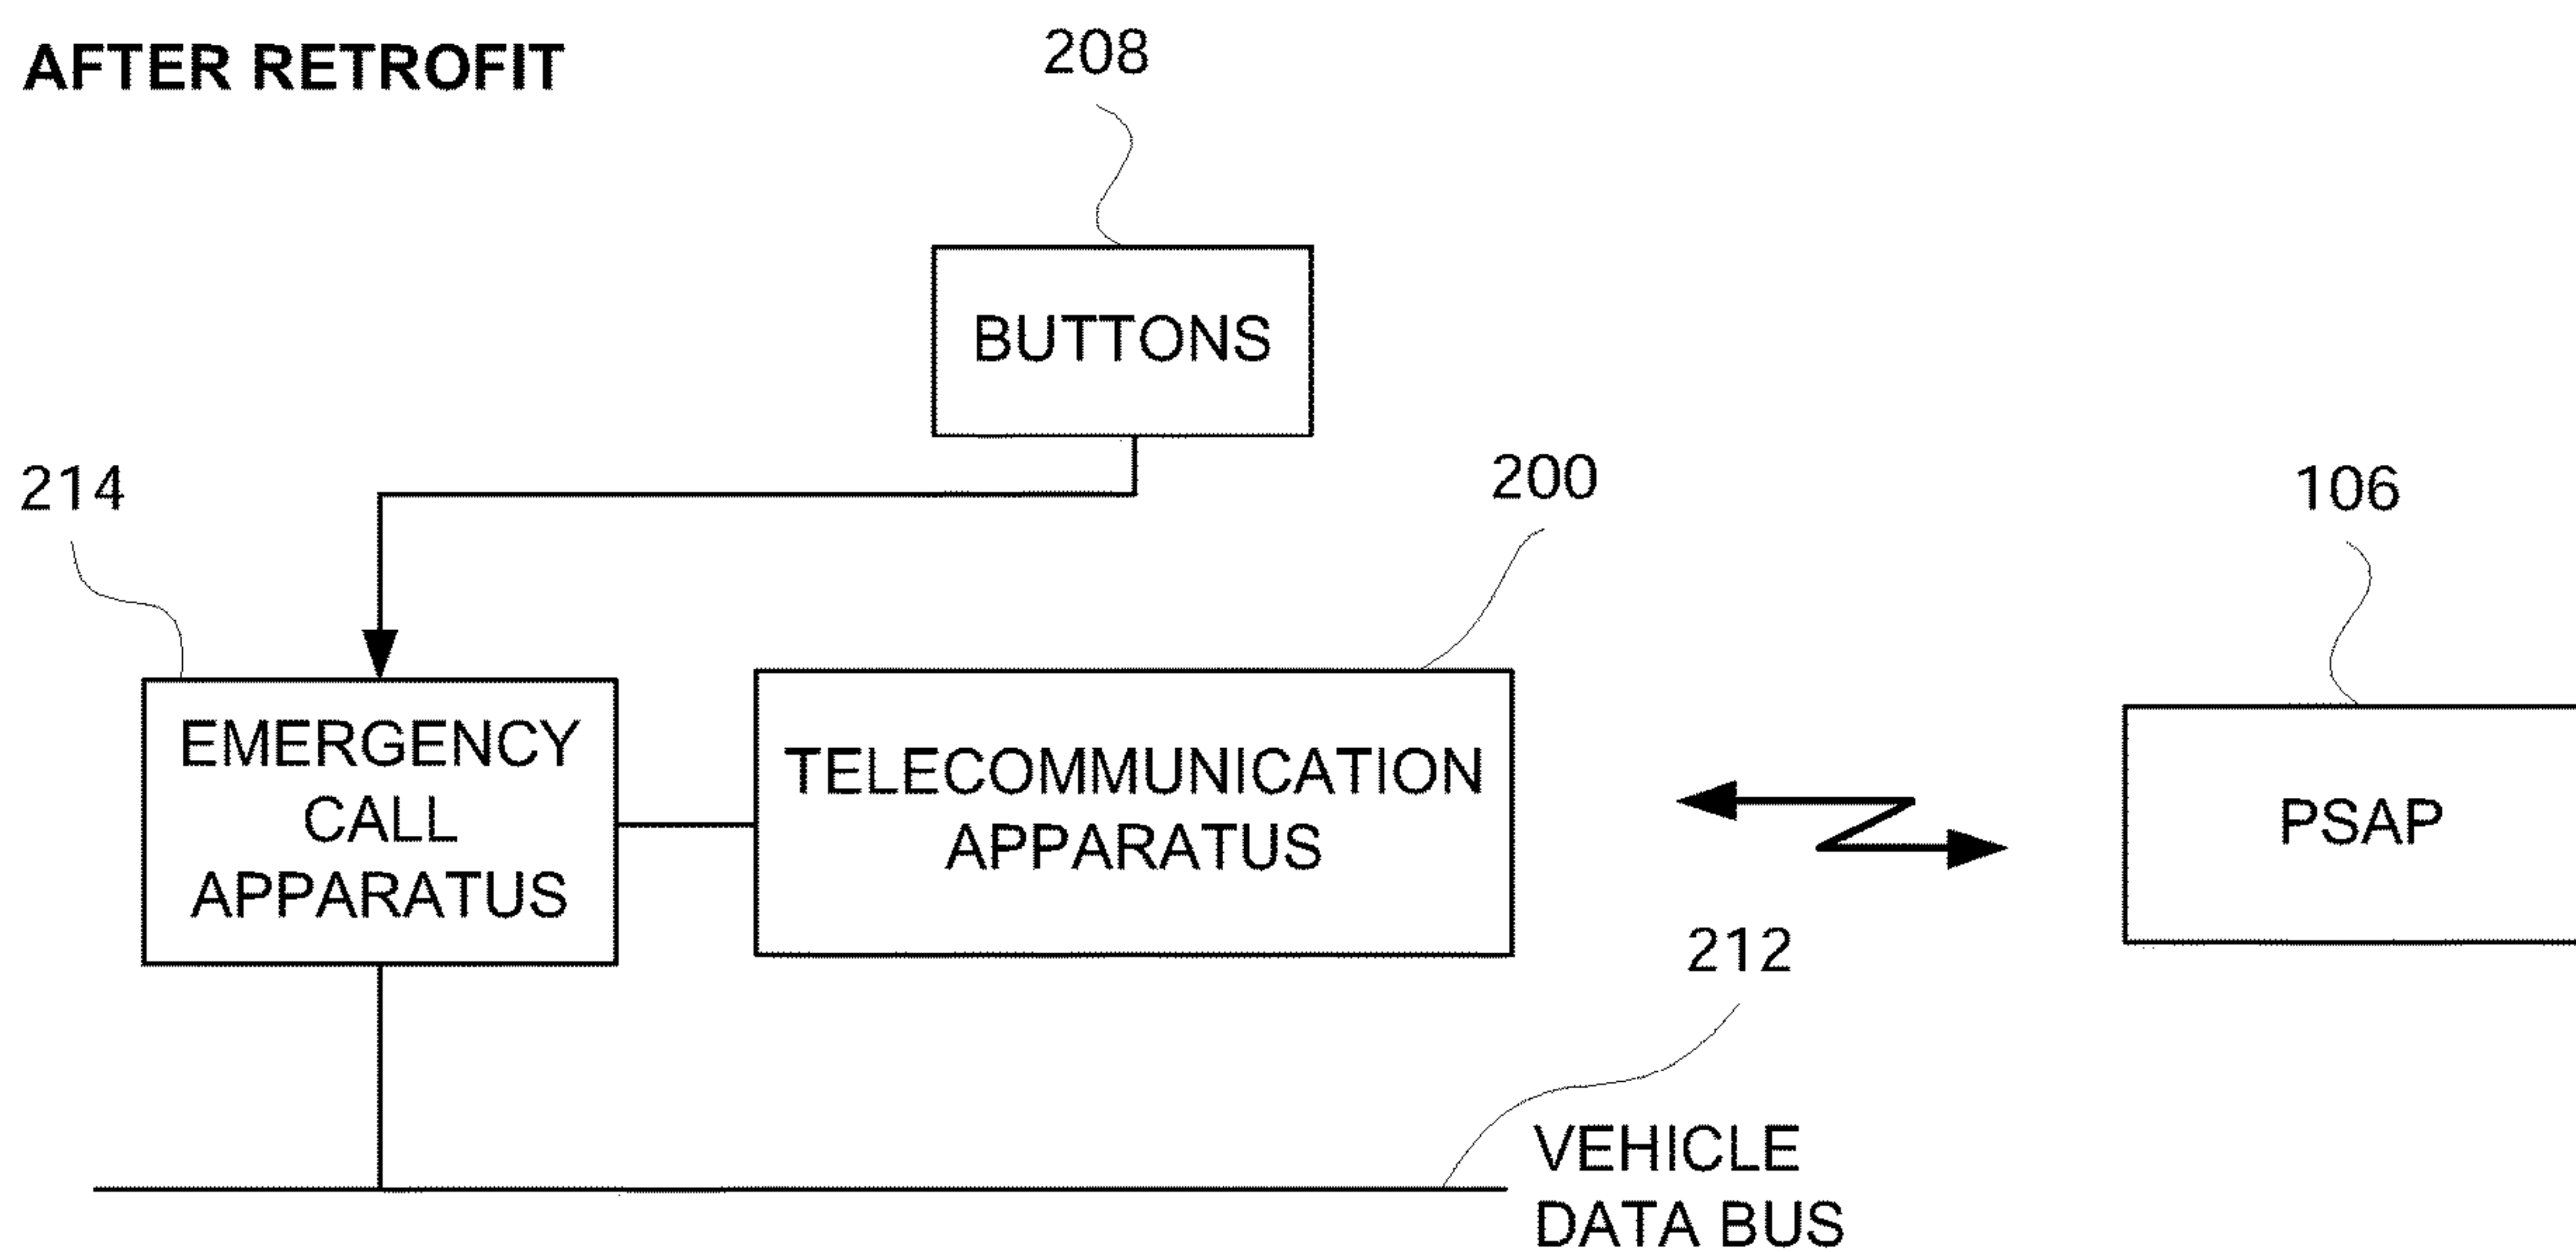 AFTER RETROFIT
208
BUTTONS
214
200
106
EMERGENCY
CALL
APPARATUS
TELECOMMUNICATION
APPARATUS
PSAP
212
VEHICLE
DATA BUS